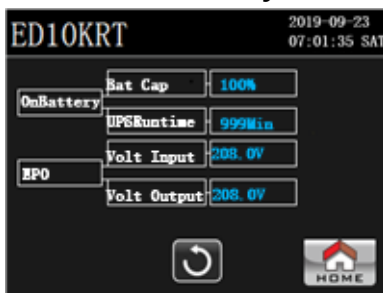 ED10KRT
2019-09-23
07:01:35 SAT
Bat Cap 100%
OnBattery
UPSRuntime 999Min
Volt Input 208.0V
EPO
Volt Output 208.0V
HOME